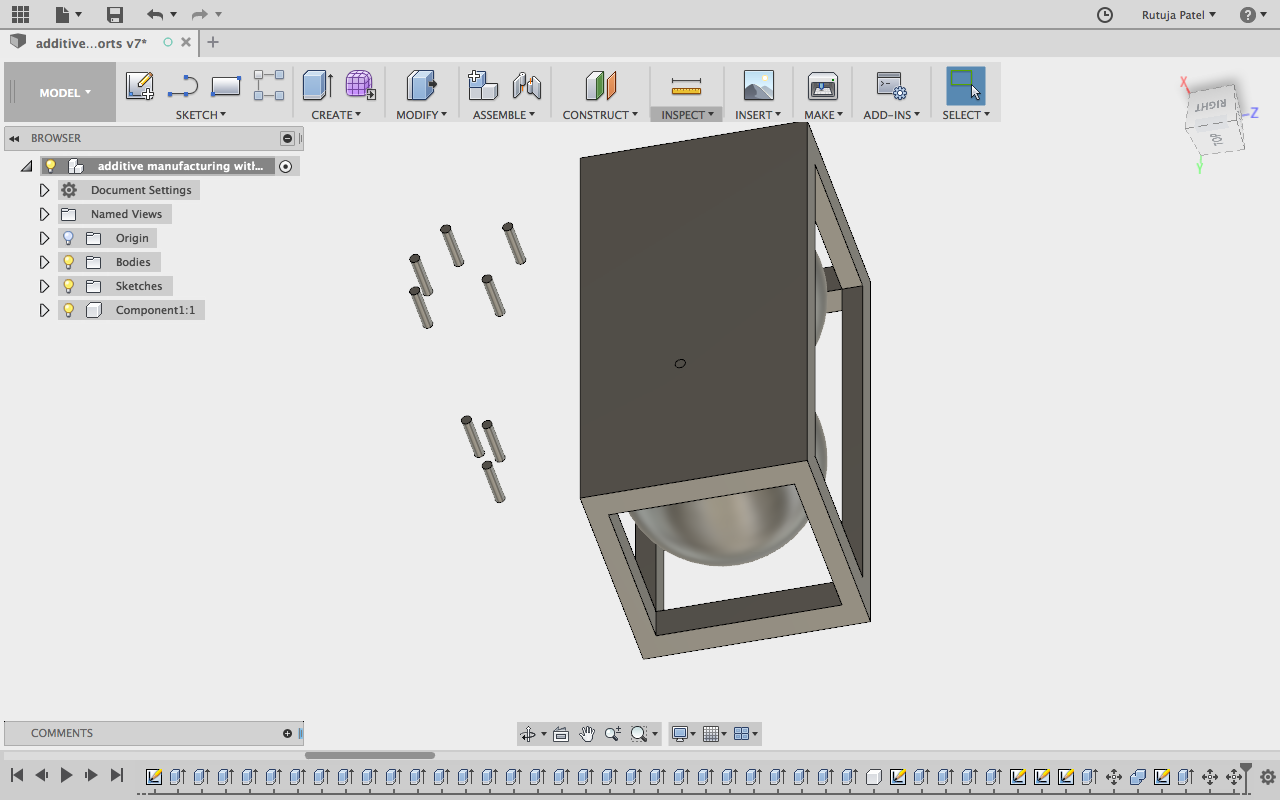 Rutuja Patel
additive...orts v7*
MODEL
SKETCH
CREATE
MODIFY
ASSEMBLE
CONSTRUCT
INSPECT
INSERT
MAKE
ADD-INS
SELECT
X
RIGHT
Z
TOP
Y
BROWSER
additive manufacturing with...
Document Settings
Named Views
Origin
Bodies
Sketches
Component1:1
COMMENTS